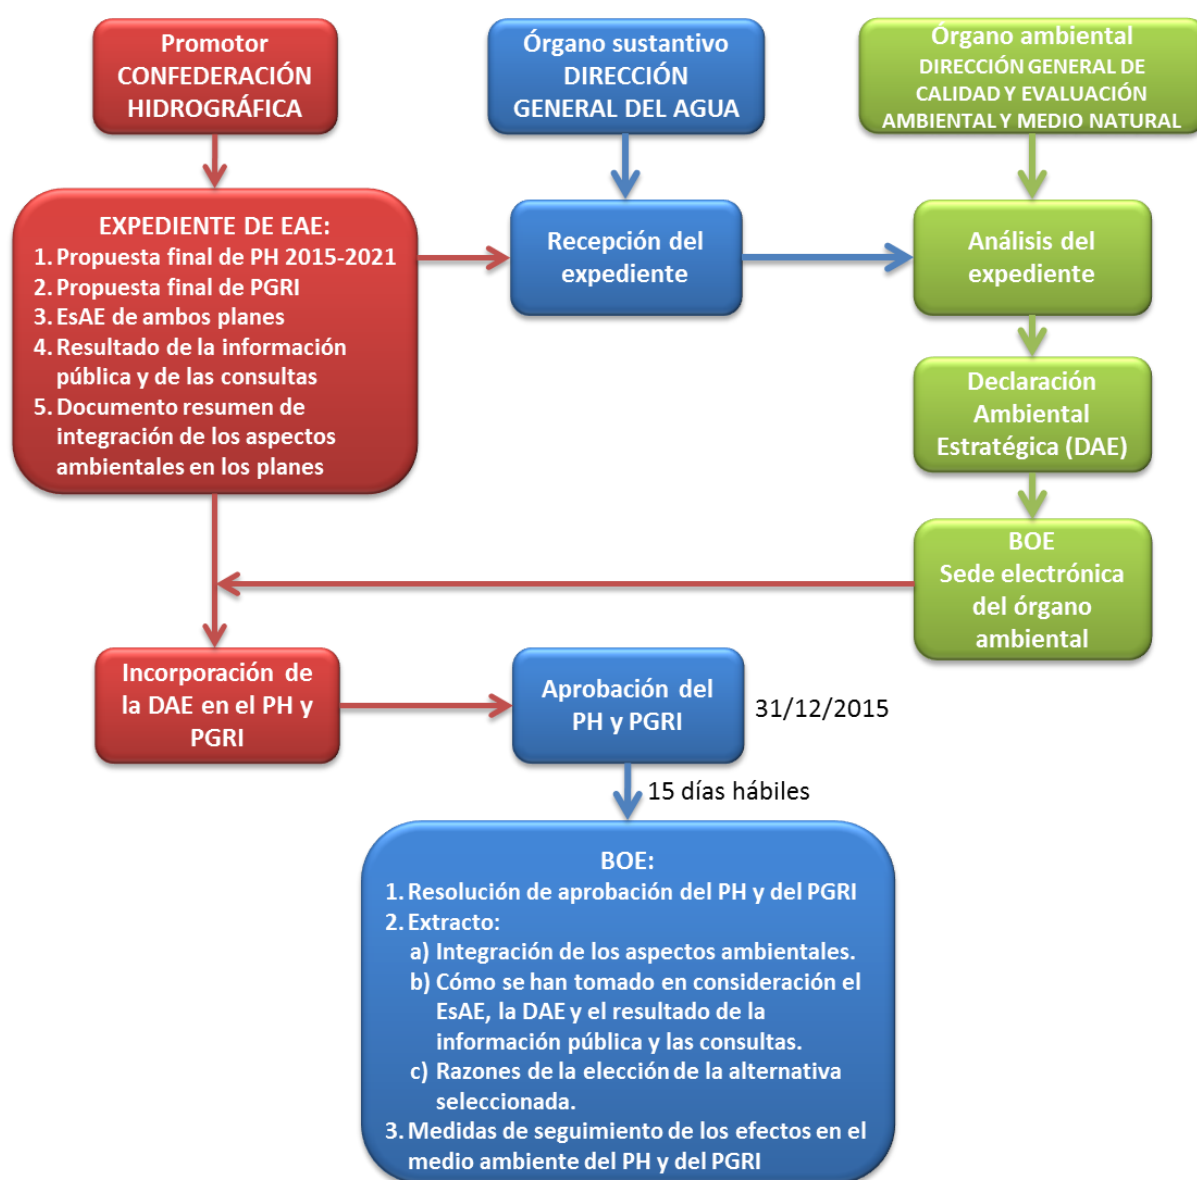 Promotor
CONFEDERACIÓN
HIDROGRÁFICA
Órgano sustantivo
DIRECCIÓN
GENERAL DEL AGUA
Órgano ambiental
DIRECCIÓN GENERAL DE
CALIDAD Y EVALUACIÓN
AMBIENTAL Y MEDIO NATURAL
EXPEDIENTE DE EAE:
1. Propuesta final de PH 2015-2021
2. Propuesta final de PGRI
3. EsAE de ambos planes
4. Resultado de la información
pública y de las consultas
5. Documento resumen de
integración de los aspectos
ambientales en los planes
Recepción del
expediente
Análisis del
expediente
Declaración
Ambiental
Estratégica (DAE)
BOE
Sede electrónica
del órgano
ambiental
Incorporación de
la DAE en el PH y
PGRI
Aprobación del
PH y PGRI
31/12/2015
15 días hábiles
BOE:
1. Resolución de aprobación del PH y del PGRI
2. Extracto:
a) Integración de los aspectos ambientales.
b) Cómo se han tomado en consideración el
EsAE, la DAE y el resultado de la
información pública y las consultas.
c) Razones de la elección de la alternativa
seleccionada.
3. Medidas de seguimiento de los efectos en el
medio ambiente del PH y del PGRI